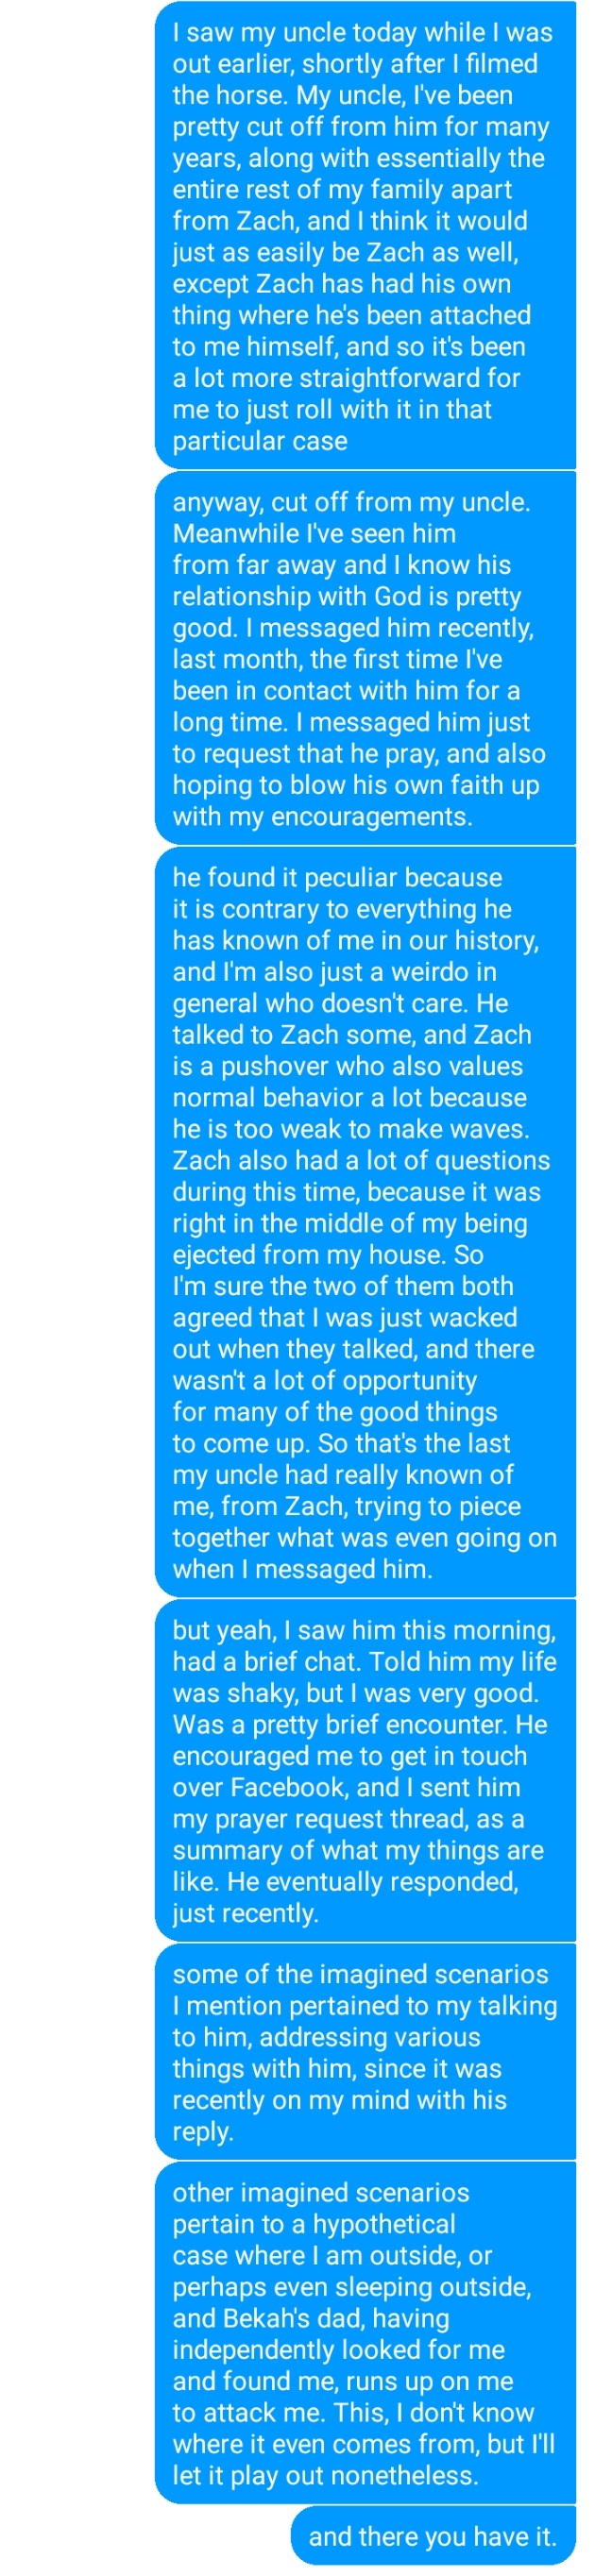 I saw my uncle today while I was
out earlier, shortly after I filmed
the horse. My uncle, I've been
pretty cut off from him for many
years, along with essentially the
entire rest of my family apart
from Zach, and I think it would
just as easily be Zach as well,
except Zach has had his own
thing where he's been attached
to me himself, and so it's been
a lot more straightforward for
me to just roll with it in that
particular case
anyway, cut off from my uncle.
Meanwhile I've seen him
from far away and I know his
relationship with God is pretty
good. I messaged him recently,
last month, the first time I've
been in contact with him for a
long time. I messaged him just
to request that he pray, and also
hoping to blow his own faith up
with my encouragements.
he found it peculiar because
it is contrary to everything he
has known of me in our history,
and I'm also just a weirdo in
general who doesn't care. He
talked to Zach some, and Zach
is a pushover who also values
normal behavior a lot because
he is too weak to make waves.
Zach also had a lot of questions
during this time, because it was
right in the middle of my being
ejected from my house. So
I'm sure the two of them both
agreed that I was just wacked
out when they talked, and there
wasn't a lot of opportunity
for many of the good things
to come up. So that's the last
my uncle had really known of
me, from Zach, trying to piece
together what was even going on
when I messaged him.
but yeah, I saw him this morning,
had a brief chat. Told him my life
was shaky, but I was very good.
Was a pretty brief encounter. He
encouraged me to get in touch
over Facebook, and I sent him
my prayer request thread, as a
summary of what my things are
like. He eventually responded,
just recently.
some of the imagined scenarios
I mention pertained to my talking
to him, addressing various
things with him, since it was
recently on my mind with his
reply.
other imagined scenarios
pertain to a hypothetical
case where I am outside, or
perhaps even sleeping outside,
and Bekah's dad, having
independently looked for me
and found me, runs up on me
to attack me. This, I don't know
where it even comes from, but I'll
let it play out nonetheless.
and there you have it.